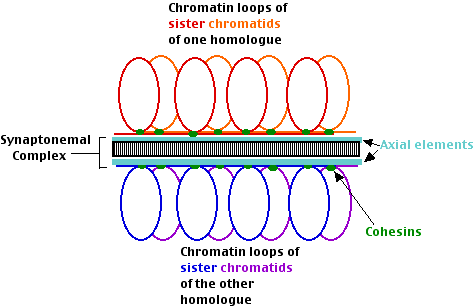 Chromatin loops of
sister chromatids
of one homologue
Synaptonemal
Complex
Axial elements
Cohesins
Chromatin loops of
sister chromatids
of the other
homologue